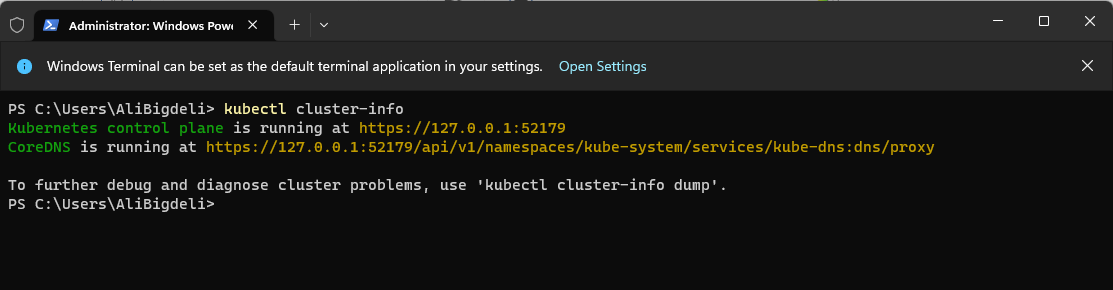 Administrator: Windows Powe
Windows Terminal can be set as the default terminal application in your settings. Open Settings
PS C:\Users\AliBigdeli> kubectl cluster-info
Kubernetes control plane is running at https://127.0.0.1:52179
CoreDNS is running at https://127.0.0.1:52179/api/v1/namespaces/kube-system/services/kube-dns:dns/proxy
To further debug and diagnose cluster problems, use 'kubectl cluster-info dump'.
PS C:\Users\AliBigdeli>